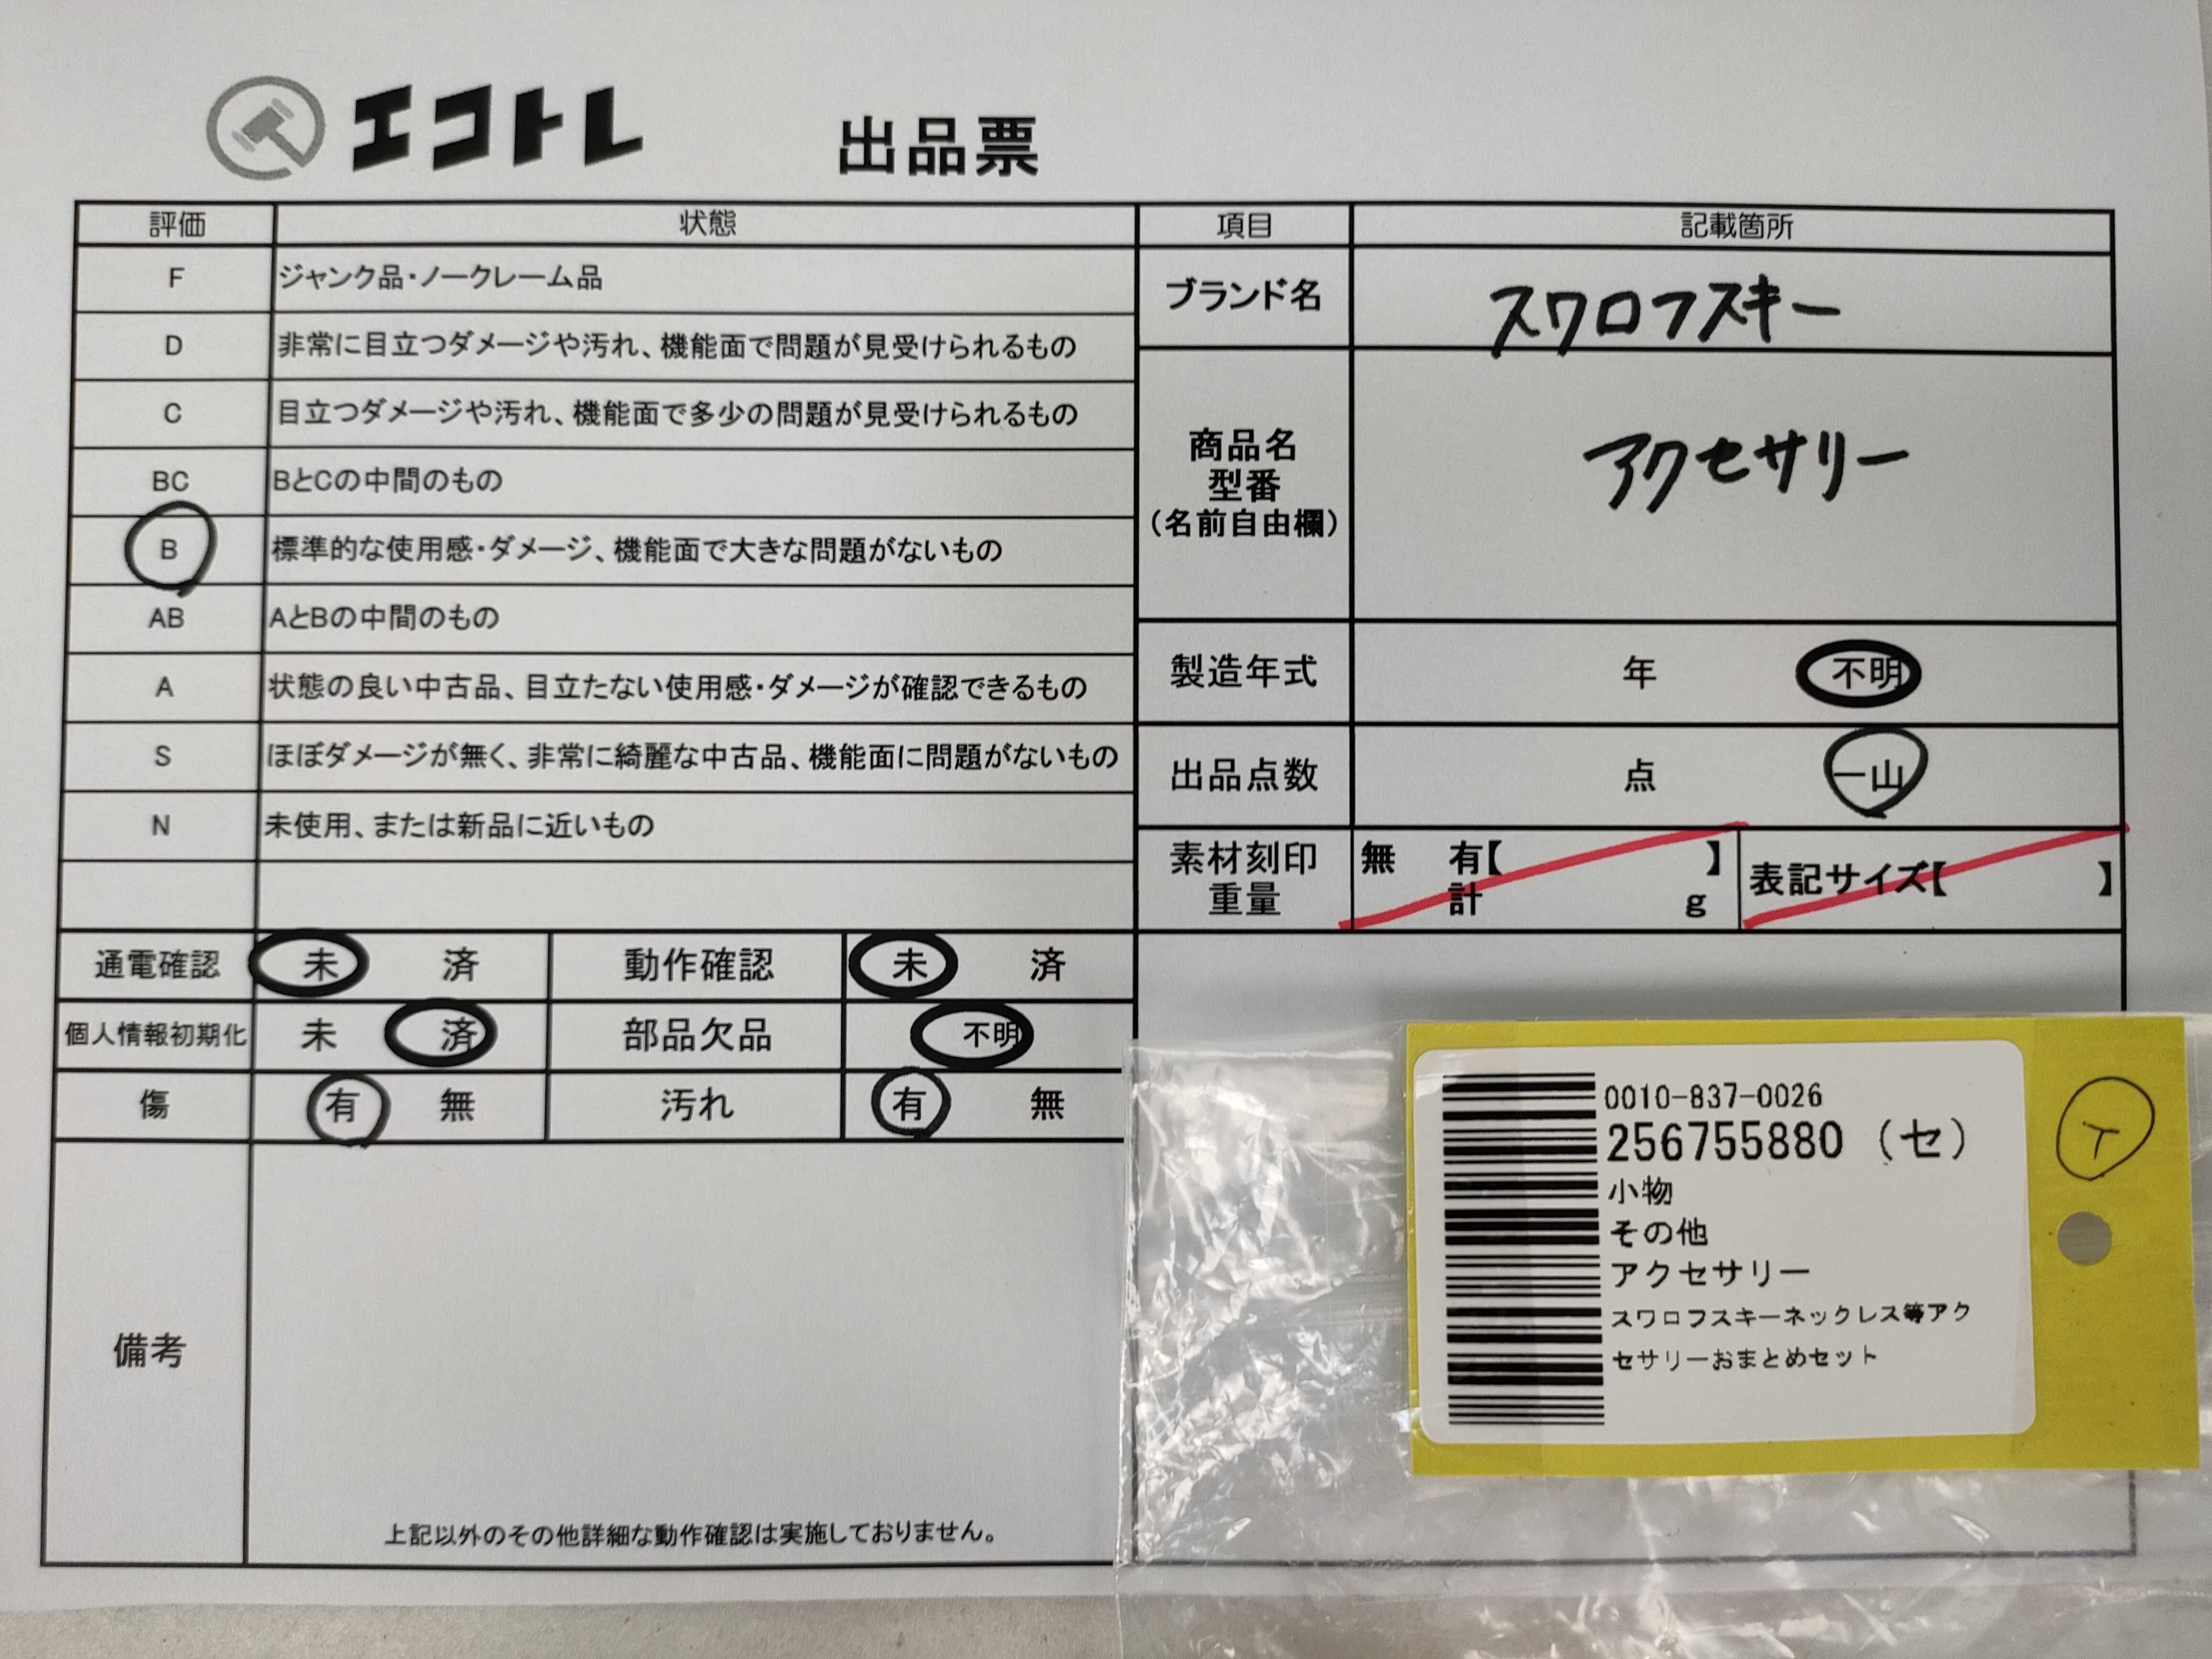 エコトレ
出品票
評価 状態
F ジャンク品・ノークレーム品
D 非常に目立つダメージや汚れ、機能面で問題が見受けられるもの
C 目立つダメージや汚れ、機能面で多少の問題が見受けられるもの
BC BとCの中間のもの
B 標準的な使用感・ダメージ、機能面で大きな問題がないもの
AB AとBの中間のもの
A 状態の良い中古品、目立たない使用感・ダメージが確認できるもの
S ほぼダメージが無く、非常に綺麗な中古品、機能面に問題がないもの
N 未使用、または新品に近いもの
通電確認 未 済 動作確認 未 済
個人情報初期化 未 済 部品欠品 不明
傷 有 無 汚れ 有 無
備考
上記以外のその他詳細な動作確認は実施しておりません。
項目 記載箇所
ブランド名 スワロフスキー
商品名
型番
(名前自由欄)
アクセサリー
製造年式 年 不明
出品点数 点 一山
素材刻印 無 有【 】
重量 計 g
表記サイズ【 】
0010-837-0026
256755880 (セ)
小物
その他
アクセサリー
スワロフスキーネックレス等アク
セサリーおまとめセット
T